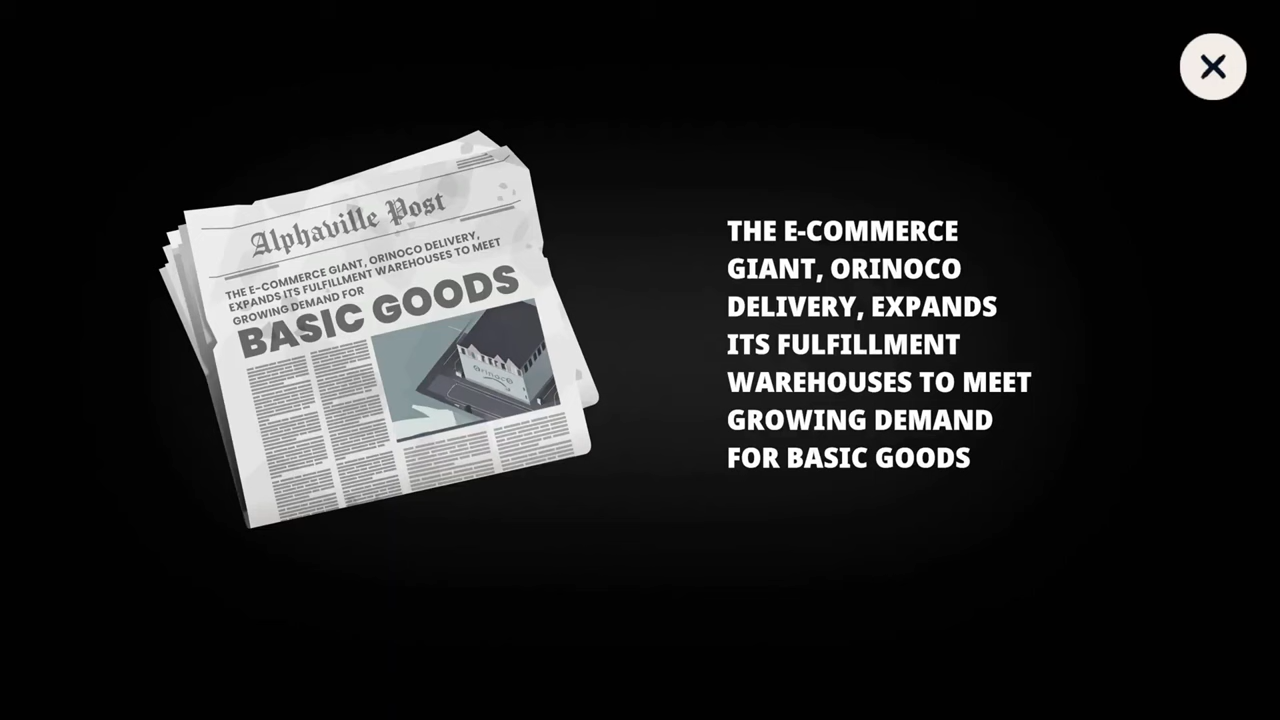 Alphaville Post
THE E-COMMERCE GIANT, ORINOCO DELIVERY,
EXPANDS ITS FULFILLMENT WAREHOUSES TO MEET
GROWING DEMAND FOR
BASIC GOODS
orinoco
THE E-COMMERCE
GIANT, ORINOCO
DELIVERY, EXPANDS
ITS FULFILLMENT
WAREHOUSES TO MEET
GROWING DEMAND
FOR BASIC GOODS